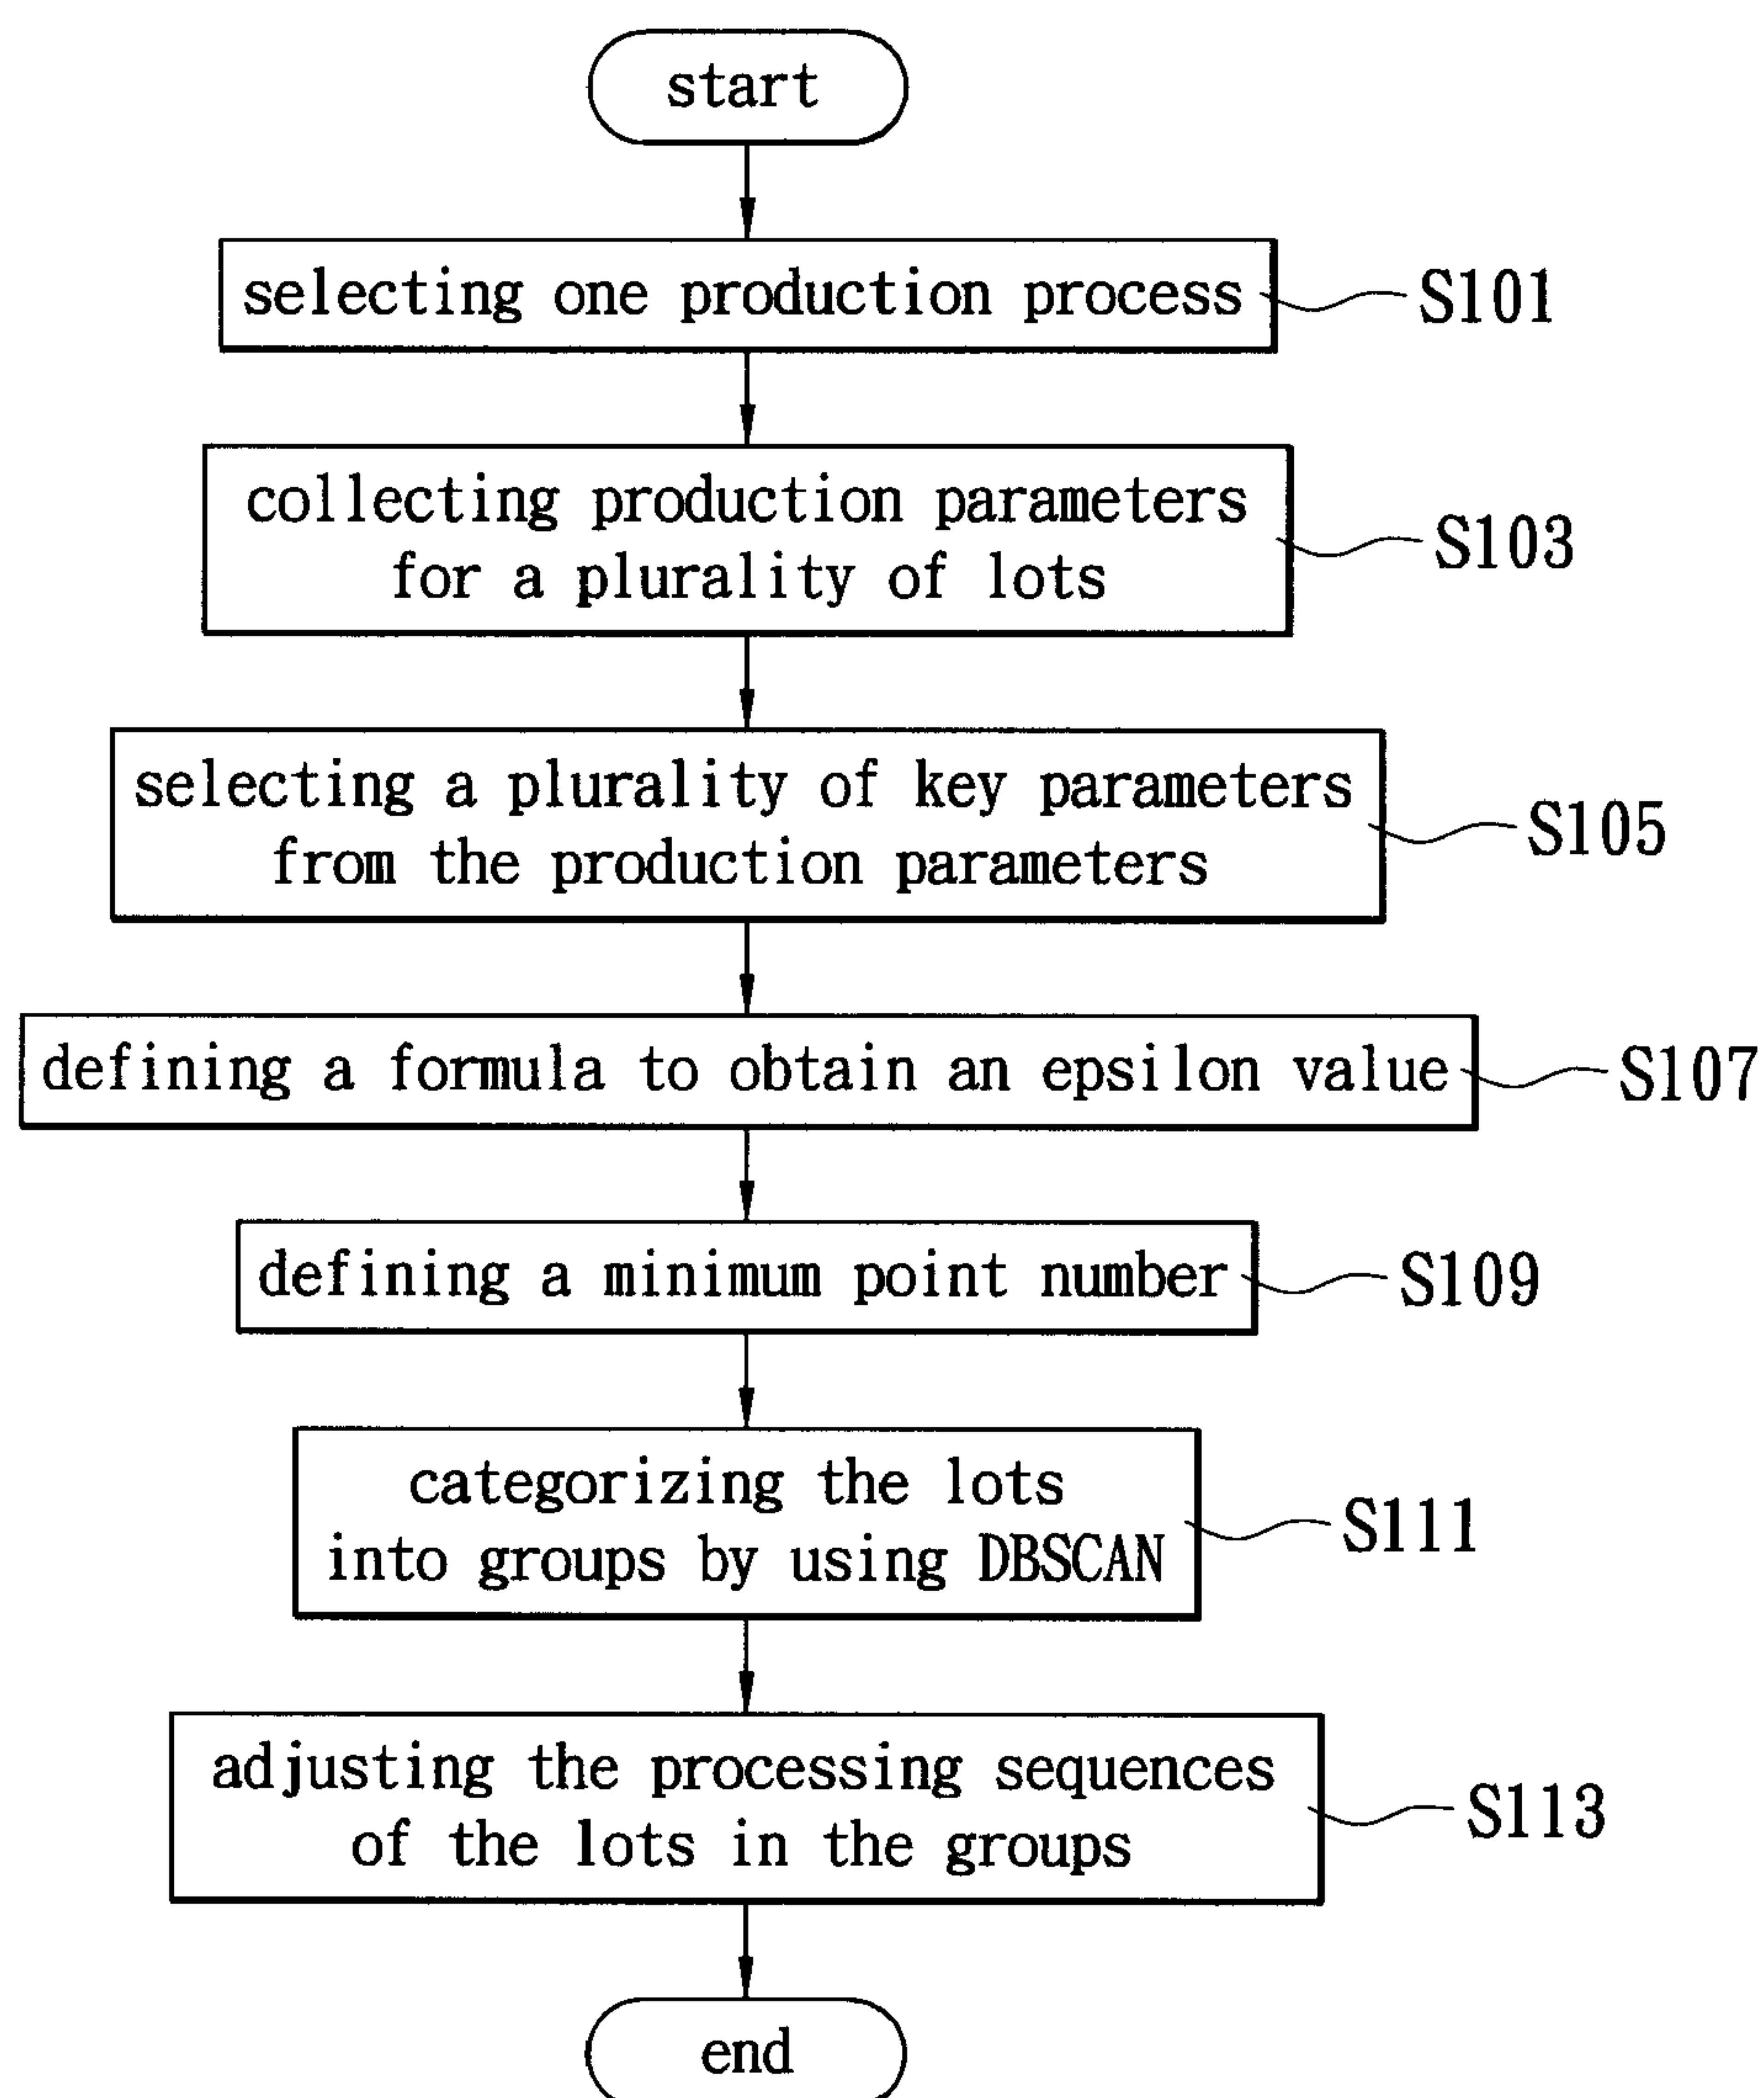 start
selecting one production process
S101
collecting production parameters
for a plurality of lots
S103
selecting a plurality of key parameters
from the production parameters
S105
defining a formula to obtain an epsilon value
S107
defining a minimum point number
S109
categorizing the lots
into groups by using DBSCAN
S111
adjusting the processing sequences
of the lots in the groups
S113
end